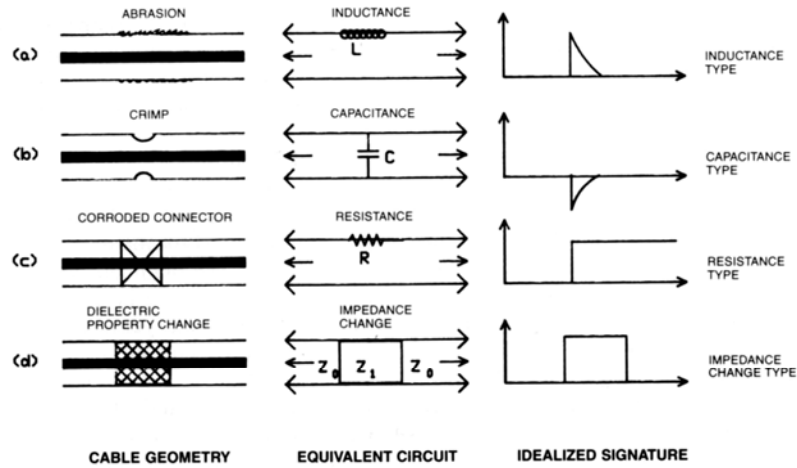 ABRASION
INDUCTANCE
(a)
L
INDUCTANCE
TYPE
CRIMP
CAPACITANCE
(b)
C
CAPACITANCE
TYPE
CORRODED CONNECTOR
RESISTANCE
(c)
R
RESISTANCE
TYPE
DIELECTRIC
PROPERTY CHANGE
IMPEDANCE
CHANGE
(d)
Z0 Z1 Z0
IMPEDANCE
CHANGE TYPE
CABLE GEOMETRY
EQUIVALENT CIRCUIT
IDEALIZED SIGNATURE